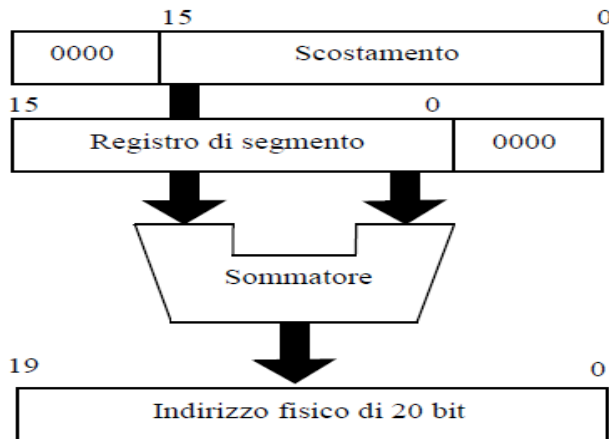 15 0
0000 Scostamento
15 0
Registro di segmento 0000
Sommatore
19 0
Indirizzo fisico di 20 bit